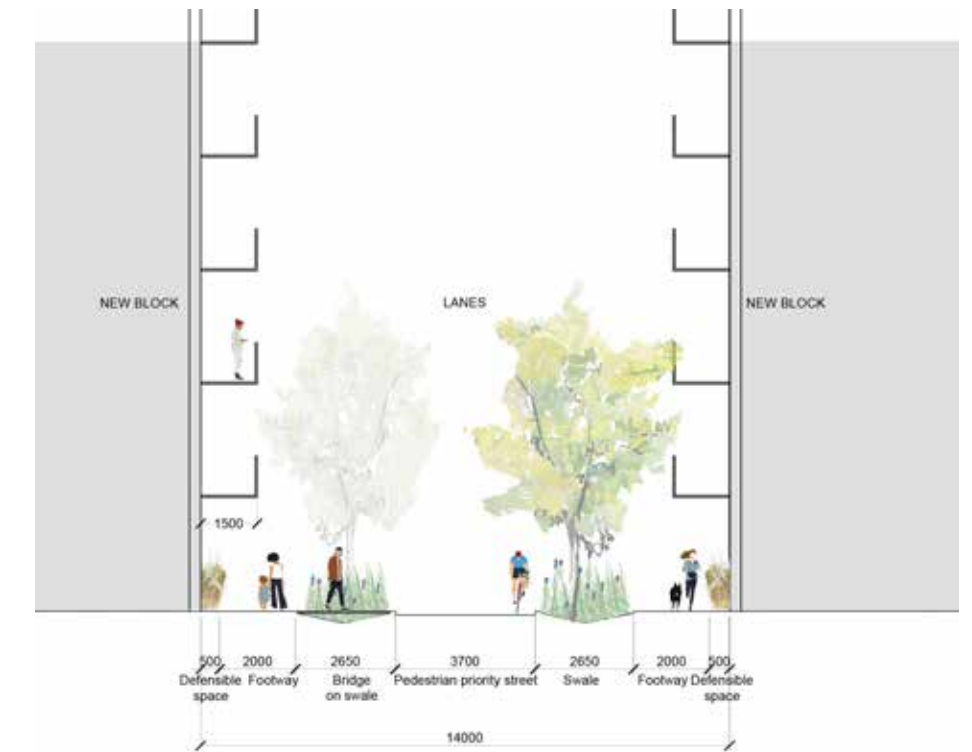 NEW BLOCK
LANES
NEW BLOCK
1500
500 2000 2650 3700 2650 2000 500
Defensible space
Footway
Bridge on swale
Pedestrian priority street
Swale
Footway
Defensible space
14000